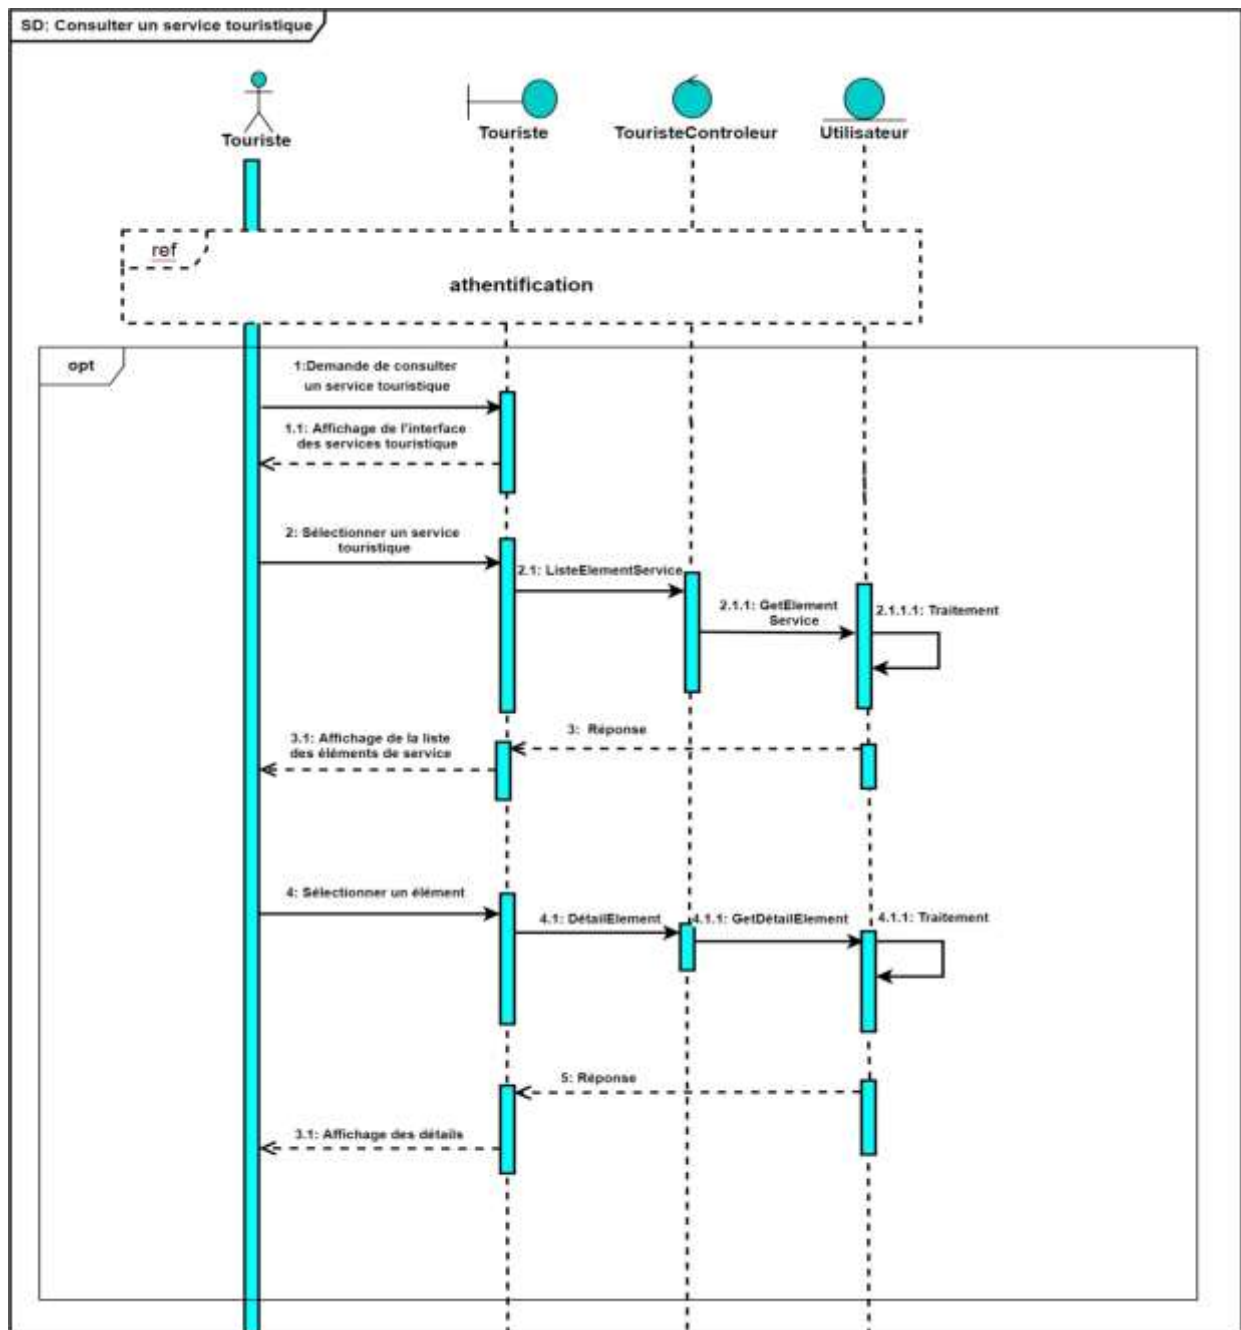 SD: Consulter un service touristique
Touriste
Touriste
TouristeControleur
Utilisateur
ref
athentification
opt
1:Demande de consulter
un service touristique
1.1: Affichage de l'interface
des services touristique
2: Sélectionner un service
touristique
2.1: ListeElementService
2.1.1: GetElement
Service
2.1.1.1: Traitement
3: Réponse
3.1: Affichage de la liste
des éléments de service
4: Sélectionner un élément
4.1: DétailElement
4.1.1: GetDétailElement
4.1.1: Traitement
5: Réponse
3.1: Affichage des détails